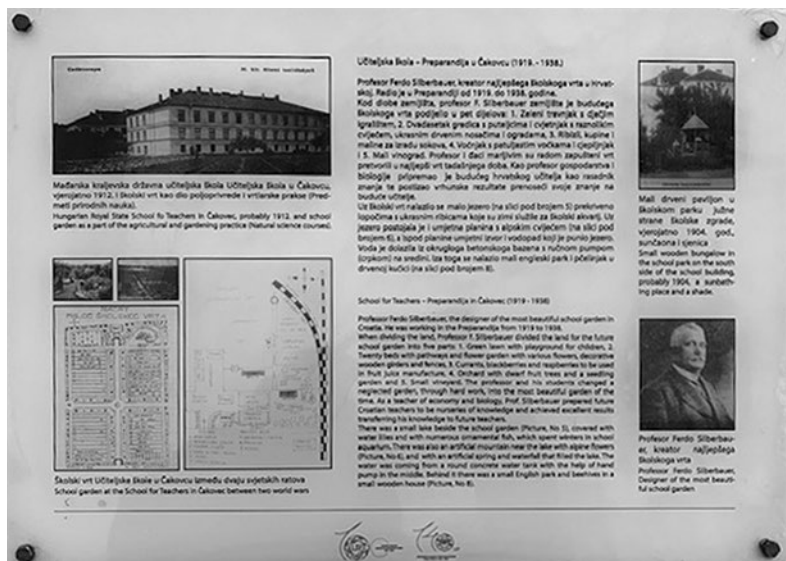 Učiteljska škola – Preparandija u Čakovcu (1919. - 1938.)
Profesor Ferdo Silberbauer, kreator najljepšega školskoga vrta u Hrvat-
skoj. Radio je u Preparandiji od 1919. do 1938. godine.
Kod diobe zemljišta, profesor F. Silberbauer zemljište je budućega
školskoga vrta podijelio u pet dijelova: 1. Zeleni travnjak s dječjim
igralištem, 2. Dvadesetak gredica s putaljcima i cvjetnjak s raznolikim
cvijećem, ukrasnim drvenim nosačima i ogradama, 3. Ribizli, kupine i
maline za izradu sokova, 4. Voćnjak s patuljastim voćkama i cjepiljnjak
i 5. Mali vinograd. Profesor i đaci marljivim su radom zapušteni vrt
pretvorili u najljepši vrt tadašnjega doba. Kao profesor gospodarstva i
biologije pripremao je budućeg hrvatskog učitelja kao rasadnik
znanja te postizao vrhunske rezultate prenoseći svoje znanje na
buduće učitelje.
Uz školski vrt nalazilo se malo jezero (na slici pod brojem 5) prekriveno
lopočima s ukrasnim ribicama koje su zimi služile za školski akvarij. Uz
jezero postojala je i umjetna planina s alpskim cvijećem (na slici pod
brojem 6), a ispod planine umjetni izvor i vodopad koji je punio jezero.
Voda je dolazila iz okrugloga betonskoga bazena s ručnom pumpom
(crpkom) na sredini. Iza toga se nalazio mali engleski park i pčelinjak u
drvenoj kućici (na slici pod brojem 8).
School for Teachers – Preparandija in Čakovec (1919 - 1938)
Professor Ferdo Silberbauer, the designer of the most beautiful school garden in
Croatia. He was working in the Preparandija from 1919 to 1938.
When dividing the land, Professor F. Silberbauer divided the land for the future
school garden into five parts: 1. Green lawn with playground for children, 2.
Twenty beds with pathways and flower garden with various flowers, decorative
wooden girders and fences, 3. Currants, blackberries and raspberries to be used
in fruit juice manufacture, 4. Orchard with dwarf fruit trees and a seedling
garden and 5. Small vineyard. The professor and his students changed a
neglected garden, through hard work, into the most beautiful garden of the
time. As a teacher of economy and biology, Prof. Silberbauer prepared future
Croatian teachers to be nurseries of knowledge and achieved excellent results
transferring his knowledge to future teachers.
There was a small lake beside the school garden (Picture, No 5), covered with
water lilies and with numerous ornamental fish, which spent winters in school
aquarium. There was also an artificial mountain near the lake with alpine flowers
(Picture, No 6), and with an artificial spring and waterfall that filled the lake. The
water was coming from a round concrete water tank with the help of hand
pump in the middle. Behind it there was a small English park and beehives in a
small wooden house (Picture, No 8).
Mađarska kraljevska državna učiteljska škola Učiteljska škola u Čakovcu,
vjerojatno 1912. i školski vrt kao dio poljoprivrede i vrtlarske prakse (Pred-
meti prirodnih nauka).
Hungarian Royal State School fo Teachers in Čakovec, probably 1912. and school
garden as a part of the agricultural and gardening practice (Natural science courses).
ŠKOLSKOG VRTA
Školski vrt Učiteljske škole u Čakovcu između dvaju svjetskih ratova
School garden at the School for Teachers in Čakovec between two world wars
Mali drveni paviljon u
školskom parku južne
strane školske zgrade,
vjerojatno 1904. god.,
sunčaona i sjenica
Small wooden bungalow in
the school park on the south
side of the school building,
probably 1904, a sunbath-
ing place and a shade.
Profesor Ferdo Silberbau-
er, kreator najljepšega
školskoga vrta
Professor Ferdo Silberbauer,
Designer of the most beauti-
ful school garden